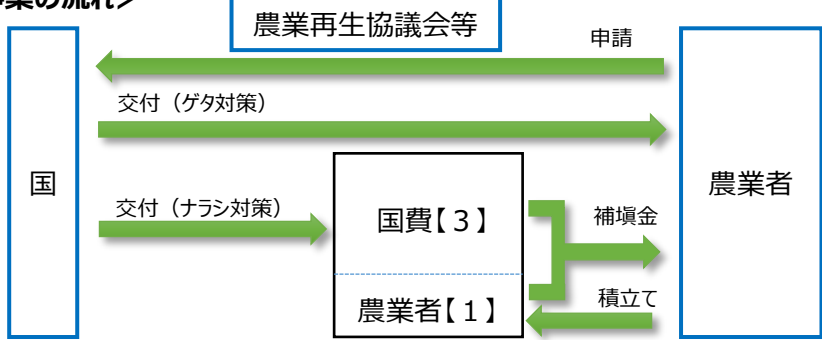 業の流れ>
農業再生協議会等
申請
交付（ゲタ対策）
国
農業者
交付（ナラシ対策）
国費【３】
補塡金
農業者【１】
積立て